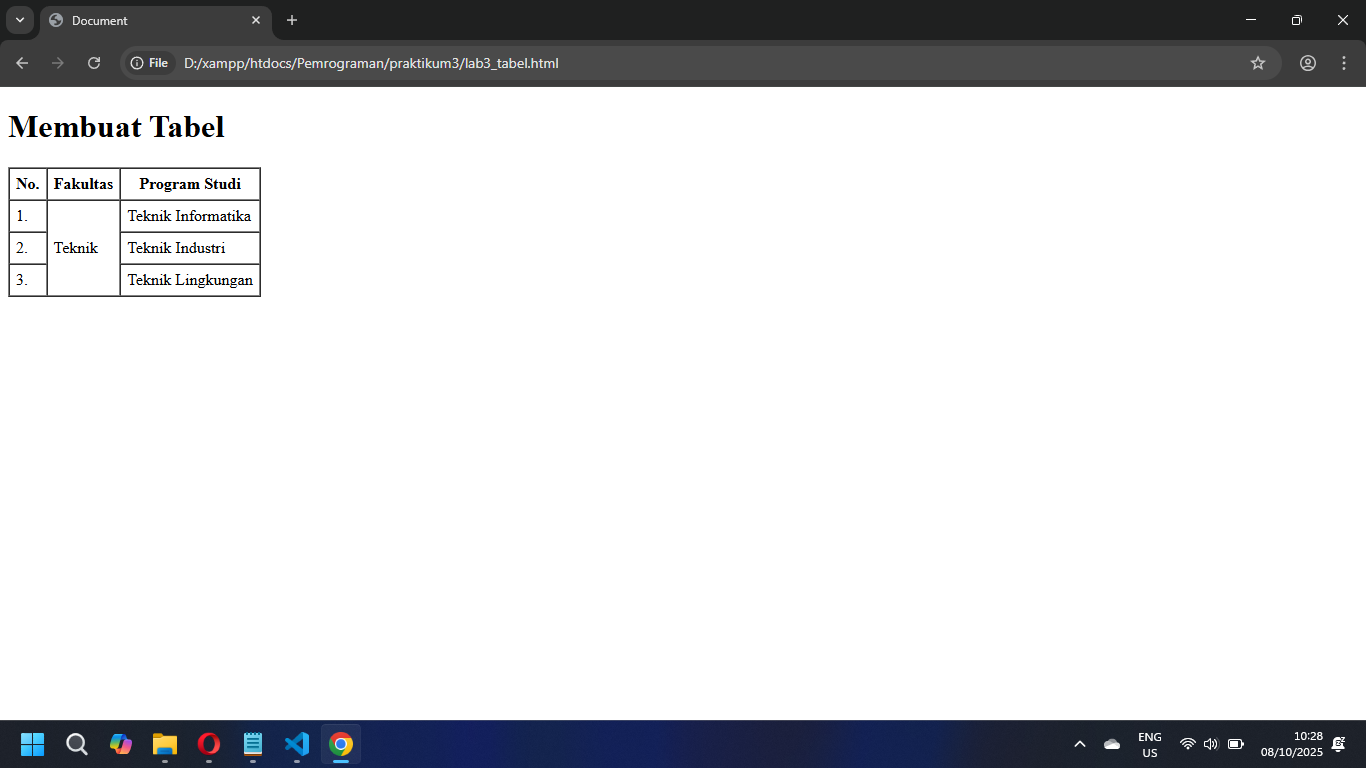 Document
File D:/xampp/htdocs/Pemrograman/praktikum3/lab3_tabel.html
Membuat Tabel
No. Fakultas Program Studi
1. Teknik Informatika
2. Teknik Teknik Industri
3. Teknik Lingkungan
ENG
US
10:28
08/10/2025